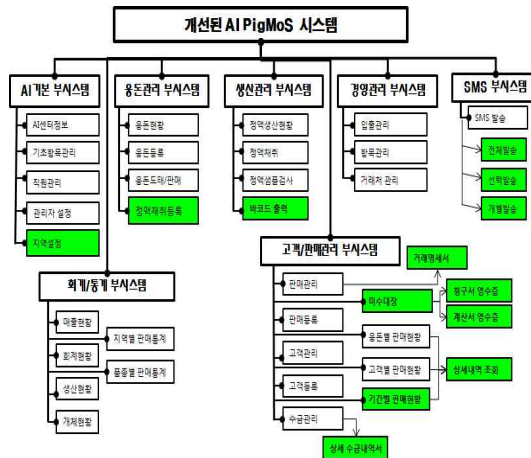 개선된 AI PigMoS 시스템
AI기본 부시스템
AI센터정보
기초항목관리
직원관리
관리자 설정
지역설정
웅돈관리 부시스템
웅돈현황
웅돈등록
웅돈도태/판매
정액채취등록
생산관리 부시스템
정액생산현황
정액채취
정액샘플검사
바코드 출력
경영관리 부시스템
입출관리
항목관리
거래처 관리
SMS 부시스템
SMS 발송
전체발송
선택발송
개별발송
회계/통계 부시스템
매출현황
지역별 판매통계
회계현황
품종별 판매통계
생산현황
개체현황
고객/판매관리 부시스템
거래명세서
판매관리
미수대장
청구서 영수증
계산서 영수증
판매등록
웅돈별 판매현황
고객관리
고객별 판매현황
상세내역 조회
고객등록
기간별 판매현황
수금관리
상세 수금내역서